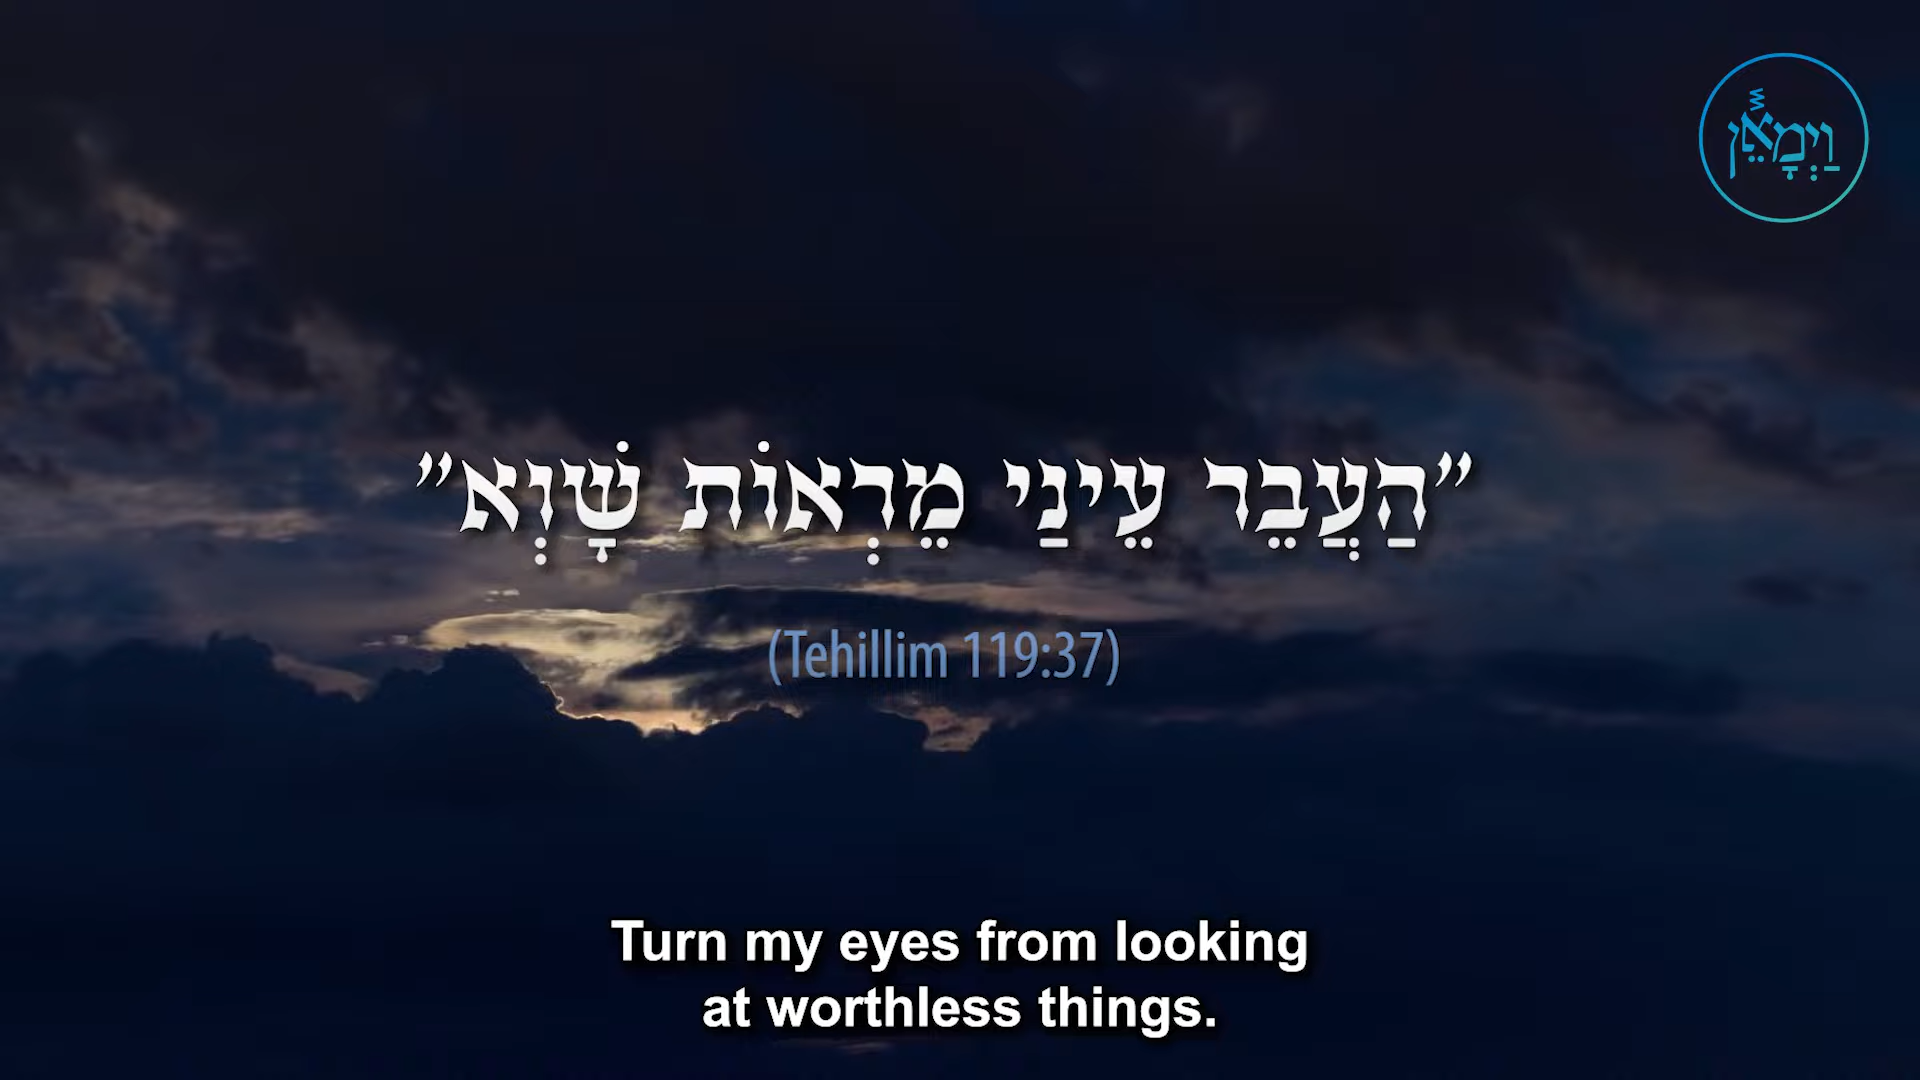 וַיְמָאֵ֓ן
"הַעֲבֵר עֵינַי מֵרְאוֹת שָׁוְא"
(Tehillim 119:37)
Turn my eyes from looking
at worthless things.